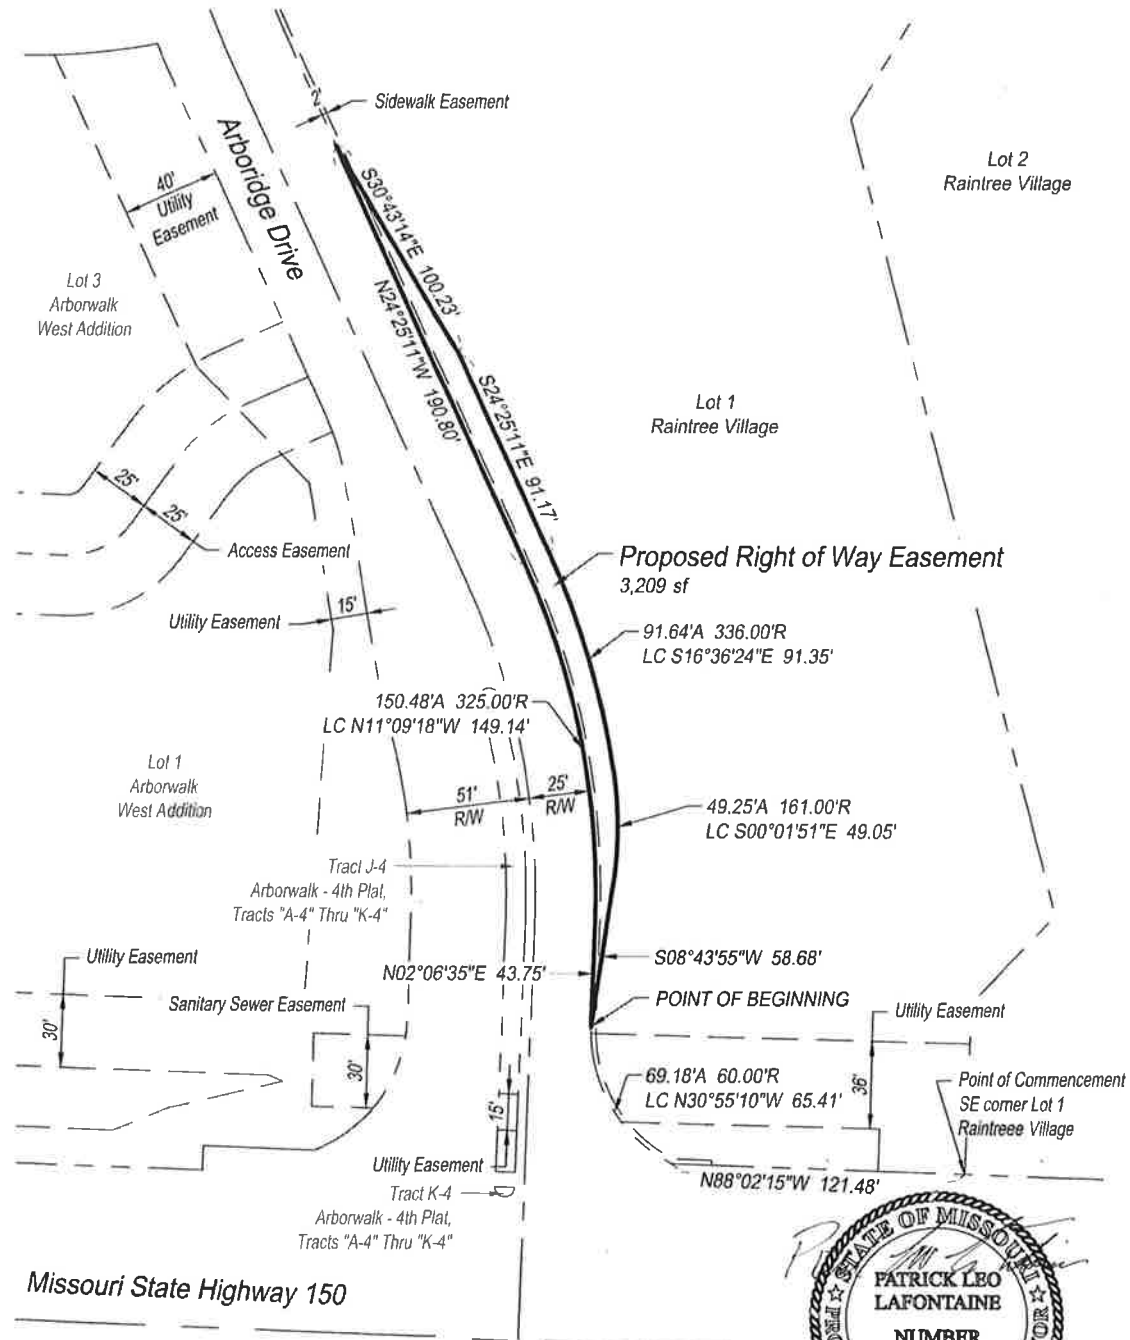 2'
Sidewalk Easement
Arboridge Drive
40'
Utility
Easement
Lot 2
Raintree Village
S30°43'14"E 100.23'
N24°25'11"W 190.80'
Lot 3
Arborwalk
West Addition
S24°25'11"E 91.17'
Lot 1
Raintree Village
25'
25'
Access Easement
Proposed Right of Way Easement
3,209 sf
Utility Easement
15'
91.64'A 336.00'R
LC S16°36'24"E 91.35'
150.48'A 325.00'R
LC N11°09'18"W 149.14'
Lot 1
Arborwalk
West Addition
51'
R/W
25'
R/W
49.25'A 161.00'R
LC S00°01'51"E 49.05'
Tract J-4
Arborwalk - 4th Plat,
Tracts "A-4" Thru "K-4"
Utility Easement
N02°06'35"E 43.75'
S08°43'55"W 58.68'
Sanitary Sewer Easement
POINT OF BEGINNING
Utility Easement
30'
30'
36'
69.18'A 60.00'R
LC N30°55'10"W 65.41'
15'
Point of Commencement
SE corner Lot 1
Raintreee Village
Utility Easement
N88°02'15"W 121.48'
Tract K-4
Arborwalk - 4th Plat,
Tracts "A-4" Thru "K-4"
Missouri State Highway 150
STATE OF MISSOURI
PATRICK LEO
LAFONTAINE
NUMBER